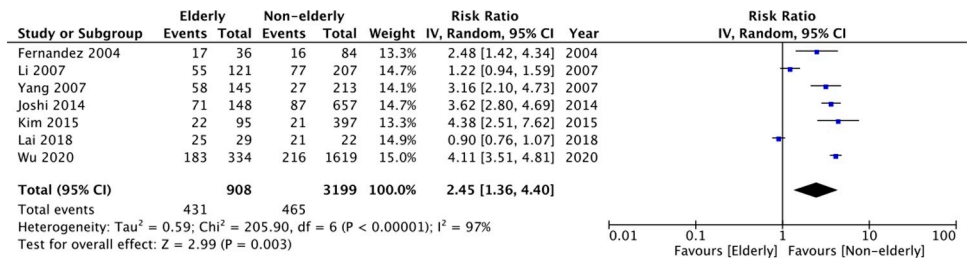 Elderly Non-elderly Risk Ratio Risk Ratio
Study or Subgroup Events Total Events Total Weight IV, Random, 95% CI Year IV, Random, 95% CI
Fernandez 2004 17 36 16 84 13.3% 2.48 [1.42, 4.34] 2004
Li 2007 55 121 77 207 14.7% 1.22 [0.94, 1.59] 2007
Yang 2007 58 145 27 213 14.1% 3.16 [2.10, 4.73] 2007
Joshi 2014 71 148 87 657 14.7% 3.62 [2.80, 4.69] 2014
Kim 2015 22 95 21 397 13.3% 4.38 [2.51, 7.62] 2015
Lai 2018 25 29 21 22 14.9% 0.90 [0.76, 1.07] 2018
Wu 2020 183 334 216 1619 15.0% 4.11 [3.51, 4.81] 2020
Total (95% CI) 908 3199 100.0% 2.45 [1.36, 4.40]
Total events 431 465
Heterogeneity: Tau² = 0.59; Chi² = 205.90, df = 6 (P < 0.00001); I² = 97%
Test for overall effect: Z = 2.99 (P = 0.003)
0.01 0.1 1 10 100
Favours [Elderly] Favours [Non-elderly]